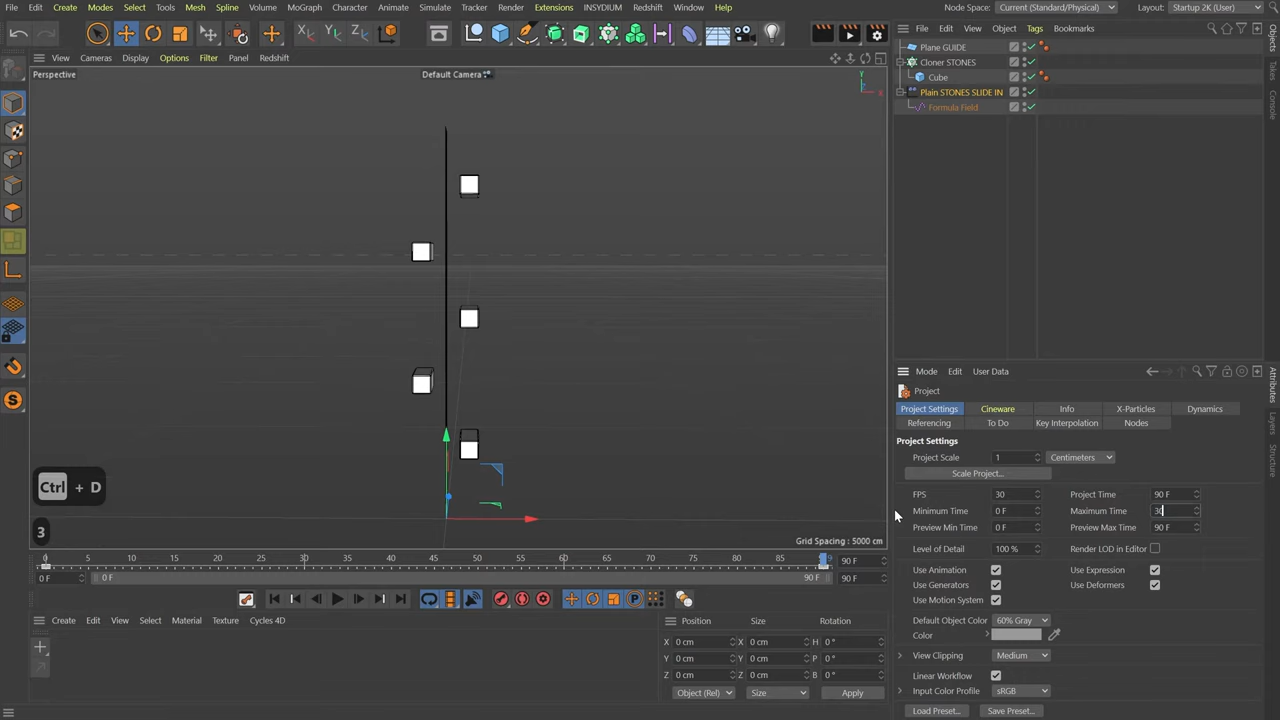 File Edit Create Modes Select Tools Mesh Spline Volume MoGraph Character Animate Simulate Tracker Render Extensions INSYDIUM Redshift Window Help Node Space: Current (Standard/Physical) Layout: Startup 2K (User)
X Y Z
View Cameras Display Options Filter Panel Redshift
File Edit View Object Tags Bookmarks
Perspective
Default Camera
Y
X
Plane GUIDE
Cloner STONES
Cube
Plain STONES SLIDE IN
Formula Field
Objects
Takes
Console
Mode Edit User Data
Project
Project Settings Cineware Info X-Particles Dynamics
Referencing To Do Key Interpolation Nodes
Project Settings
Project Scale 1 Centimeters
Scale Project...
FPS 30 Project Time 90 F
Minimum Time 0 F Maximum Time 30
Preview Min Time 0 F Preview Max Time 90 F
Level of Detail 100 % Render LOD in Editor
Use Animation Use Expression
Use Generators Use Deformers
Use Motion System
Default Object Color 60% Gray
Color
View Clipping Medium
Linear Workflow
Input Color Profile sRGB
Load Preset... Save Preset...
Attributes
Layers
Structure
Ctrl + D
3
Grid Spacing : 5000 cm
0 5 10 15 20 25 30 35 40 45 50 55 60 65 70 75 80 85 9 90 F
0 F 0 F 90 F 90 F
Create Edit View Select Material Texture Cycles 4D
Position Size Rotation
X 0 cm X 0 cm H 0 °
Y 0 cm Y 0 cm P 0 °
Z 0 cm Z 0 cm B 0 °
Object (Rel) Size Apply